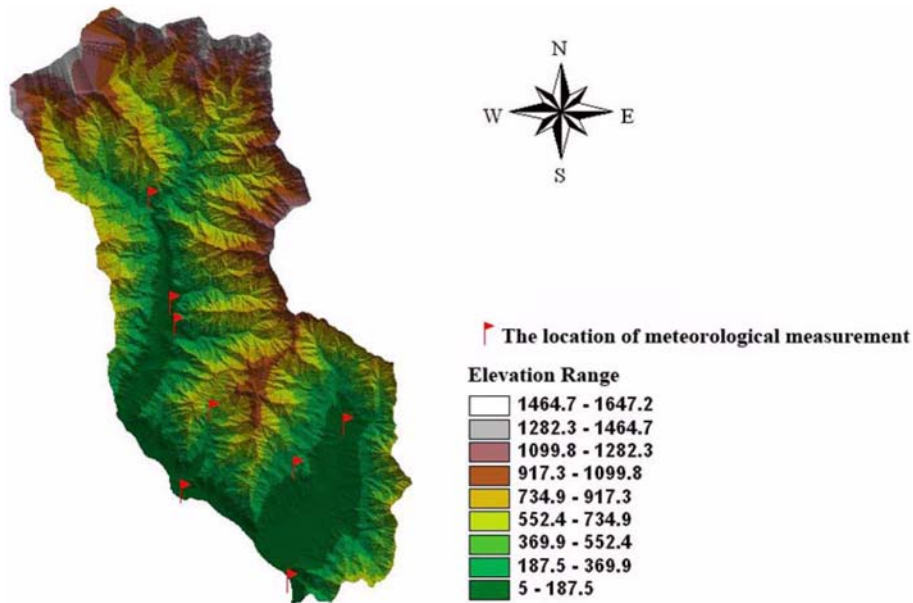 N
W E
S
The location of meteorological measurement
Elevation Range
1464.7 - 1647.2
1282.3 - 1464.7
1099.8 - 1282.3
917.3 - 1099.8
734.9 - 917.3
552.4 - 734.9
369.9 - 552.4
187.5 - 369.9
5 - 187.5